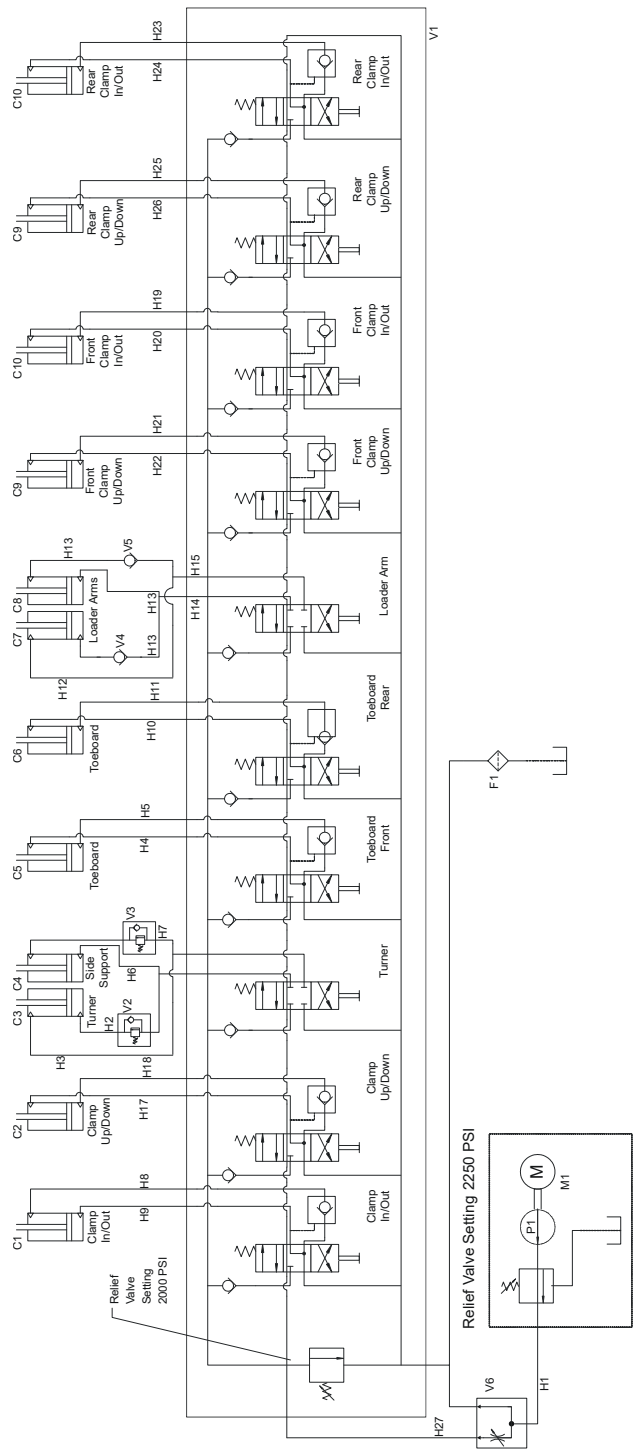 C1
C2
C3
C4
C5
C6
C7
C8
C9
C10
C9
C10
Clamp
In/Out
Clamp
Up/Down
Turner
Side
Support
Toeboard
Toeboard
Loader Arms
Front
Clamp
Up/Down
Front
Clamp
In/Out
Rear
Clamp
Up/Down
Rear
Clamp
In/Out
H3
H2
V2
H6
V3
H7
H12
V4
H13
H13
H13
V5
H9
H8
H17
H18
H4
H5
H10
H11
H14
H15
H22
H21
H20
H19
H26
H25
H24
H23
Relief
Valve
Setting
2000 PSI
Clamp
In/Out
Clamp
Up/Down
Turner
Toeboard
Front
Toeboard
Rear
Loader Arm
Front
Clamp
Up/Down
Front
Clamp
In/Out
Rear
Clamp
Up/Down
Rear
Clamp
In/Out
V1
H27
V6
H1
Relief Valve Setting 2250 PSI
P1
M
M1
F1